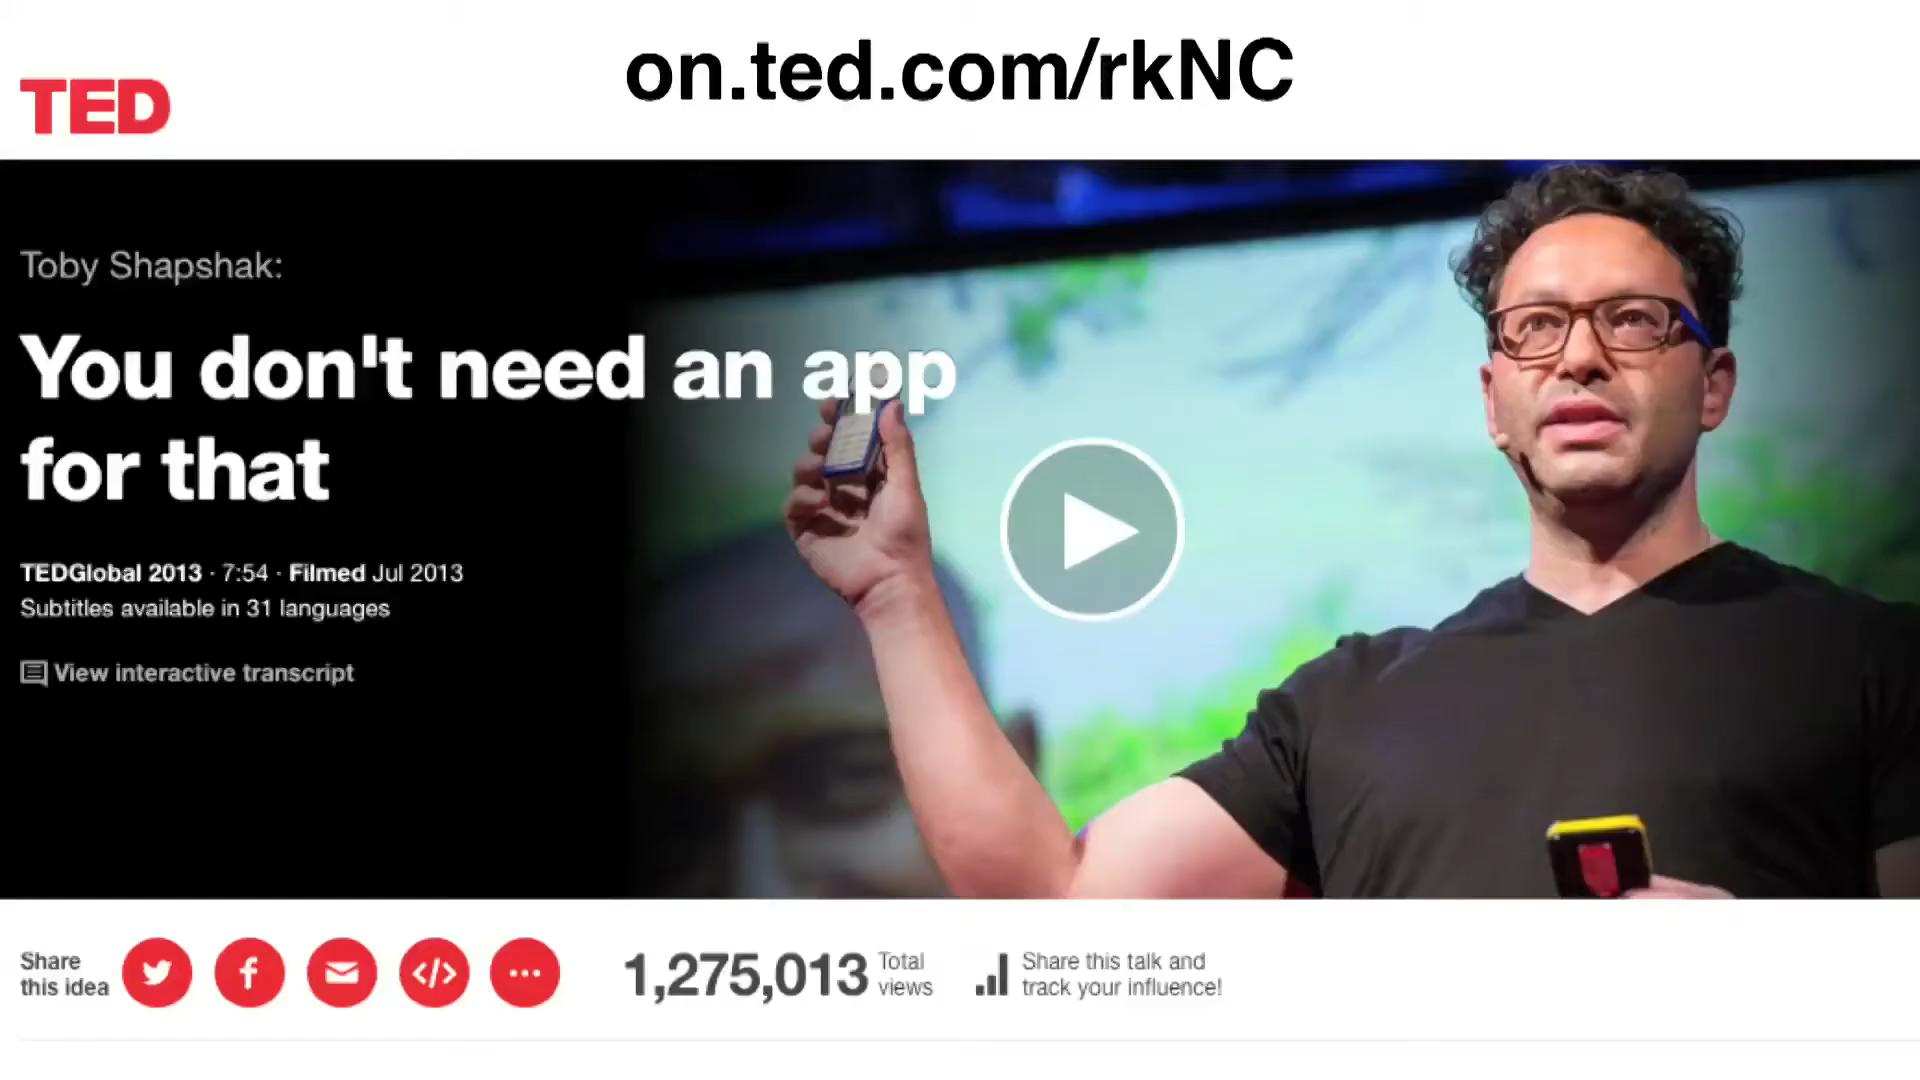 on.ted.com/rkNC
TED
Toby Shapshak:
You don't need an app
for that
TEDGlobal 2013 · 7:54 · Filmed Jul 2013
Subtitles available in 31 languages
View interactive transcript
Share
this idea
1,275,013 Total
views
Share this talk and
track your influence!